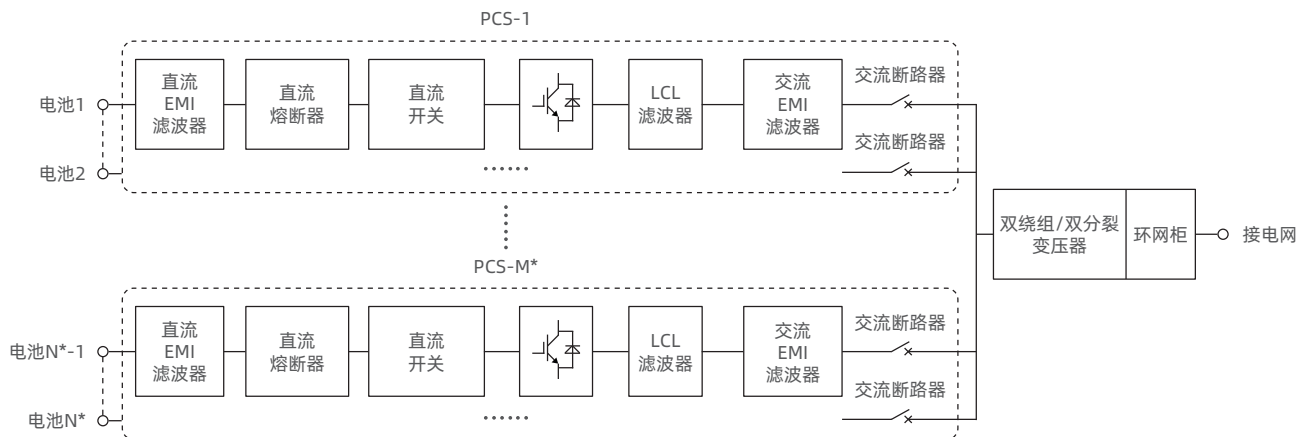 PCS-1
电池1
直流
EMI
滤波器
直流
熔断器
直流
开关
LCL
滤波器
交流
EMI
滤波器
交流断路器
电池2
......
交流断路器
双绕组/双分裂
变压器
环网柜
接电网
PCS-M*
电池N*-1
直流
EMI
滤波器
直流
熔断器
直流
开关
LCL
滤波器
交流
EMI
滤波器
交流断路器
电池N*
......
交流断路器